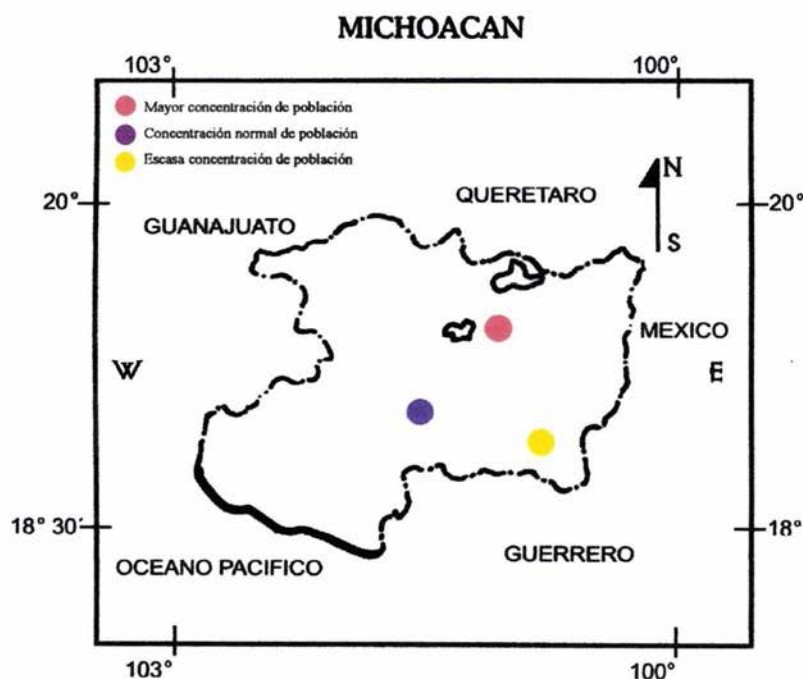 MICHOACAN
103° 100°
Mayor concentración de población
Concentración normal de población
Escasa concentración de población
N
20° QUERETARO 20°
GUANAJUATO
S
MEXICO
W E
18° 30′ 18°
GUERRERO
OCEANO PACIFICO
103° 100°